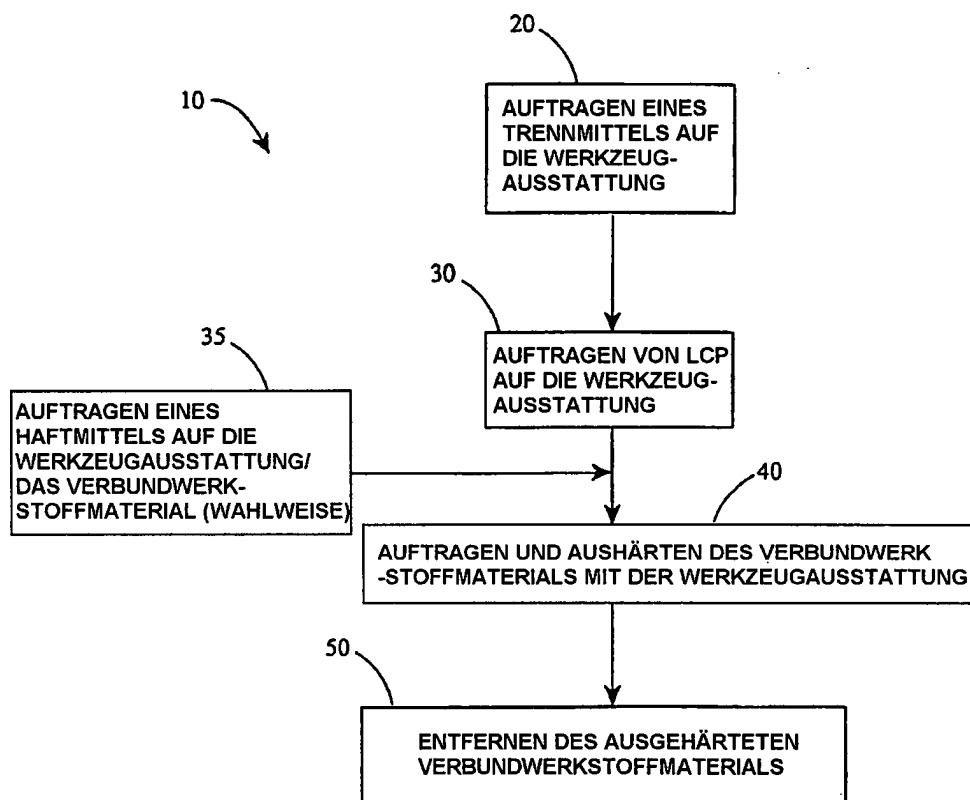 20
10
AUFTRAGEN EINES
TRENNMITTELS AUF
DIE WERKZEUG-
AUSSTATTUNG
30
AUFTRAGEN VON LCP
AUF DIE WERKZEUG-
AUSSTATTUNG
35
AUFTRAGEN EINES
HAFTMITTELS AUF DIE
WERKZEUGAUSSTATTUNG/
DAS VERBUNDWERK-
STOFFMATERIAL (WAHLWEISE)
40
AUFTRAGEN UND AUSHÄRTEN DES VERBUNDWERK
-STOFFMATERIALS MIT DER WERKZEUGAUSSTATTUNG
50
ENTFERNEN DES AUSGEHÄRTETEN
VERBUNDWERKSTOFFMATERIALS